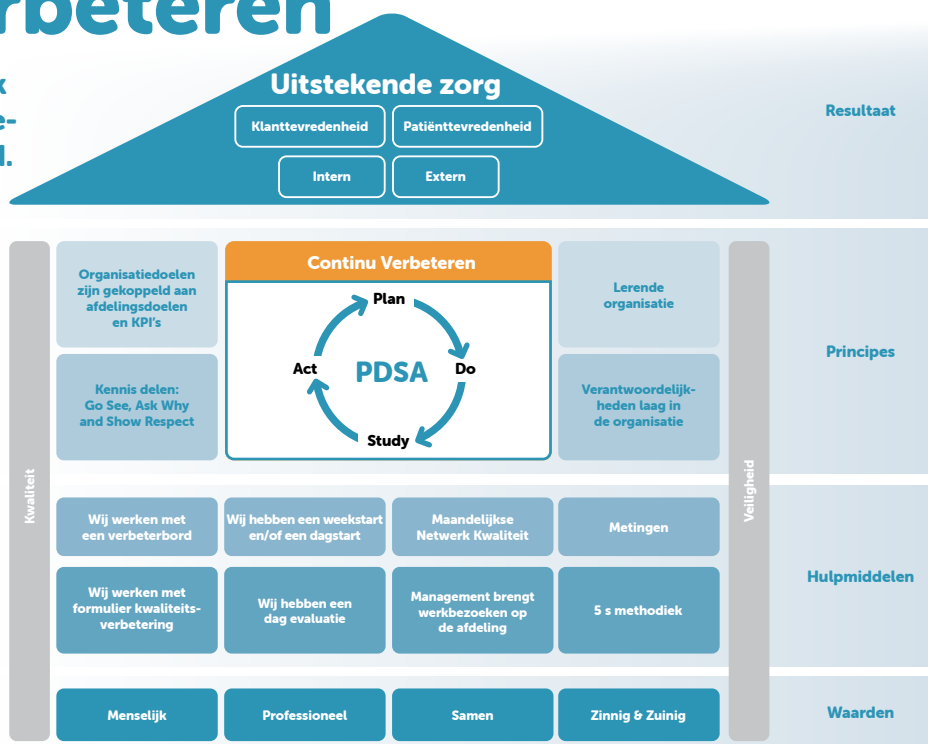 rbeteren
k
e-
l.
Uitstekende zorg
Klanttevredenheid
Patiënttevredenheid
Intern
Extern
Resultaat
Kwaliteit
Organisatiedoelen
zijn gekoppeld aan
afdelingsdoelen
en KPI's
Kennis delen:
Go See, Ask Why
and Show Respect
Continu Verbeteren
Plan
Act
PDSA
Do
Study
Lerende
organisatie
Verantwoordelijk-
heden laag in
de organisatie
Veiligheid
Principes
Wij werken met
een verbeterbord
Wij hebben een weekstart
en/of een dagstart
Maandelijkse
Netwerk Kwaliteit
Metingen
Hulpmiddelen
Wij werken met
formulier kwaliteits-
verbetering
Wij hebben een
dag evaluatie
Management brengt
werkbezoeken op
de afdeling
5 s methodiek
Menselijk
Professioneel
Samen
Zinnig & Zuinig
Waarden